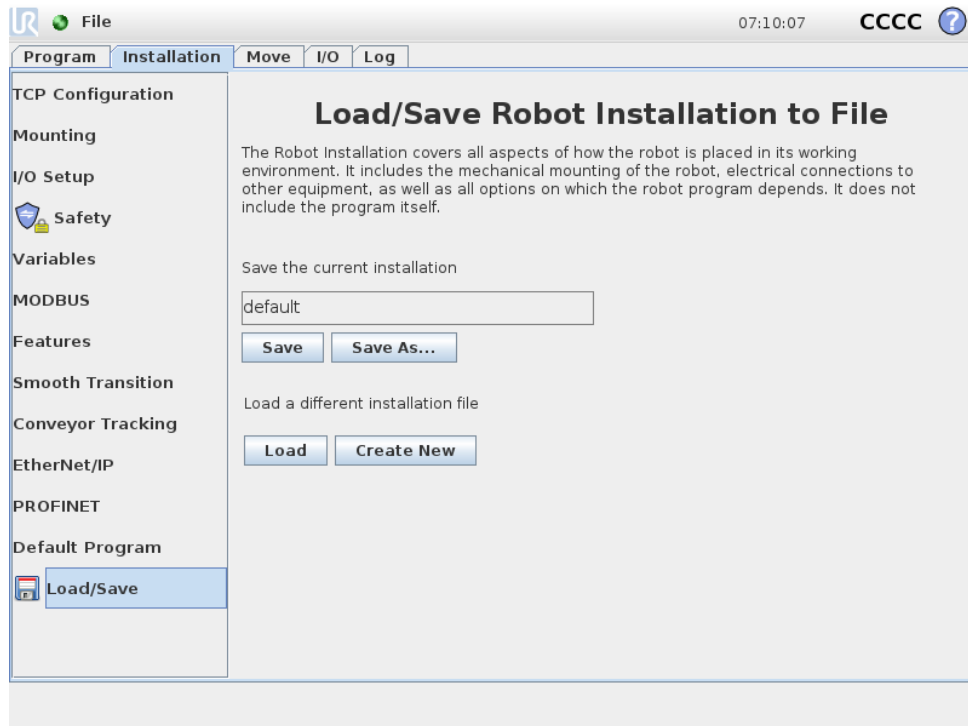 UR File 07:10:07 CCCC ?
Program Installation Move I/O Log
TCP Configuration
Mounting
I/O Setup
Safety
Variables
MODBUS
Features
Smooth Transition
Conveyor Tracking
EtherNet/IP
PROFINET
Default Program
Load/Save
Load/Save Robot Installation to File
The Robot Installation covers all aspects of how the robot is placed in its working
environment. It includes the mechanical mounting of the robot, electrical connections to
other equipment, as well as all options on which the robot program depends. It does not
include the program itself.
Save the current installation
default
Save Save As...
Load a different installation file
Load Create New